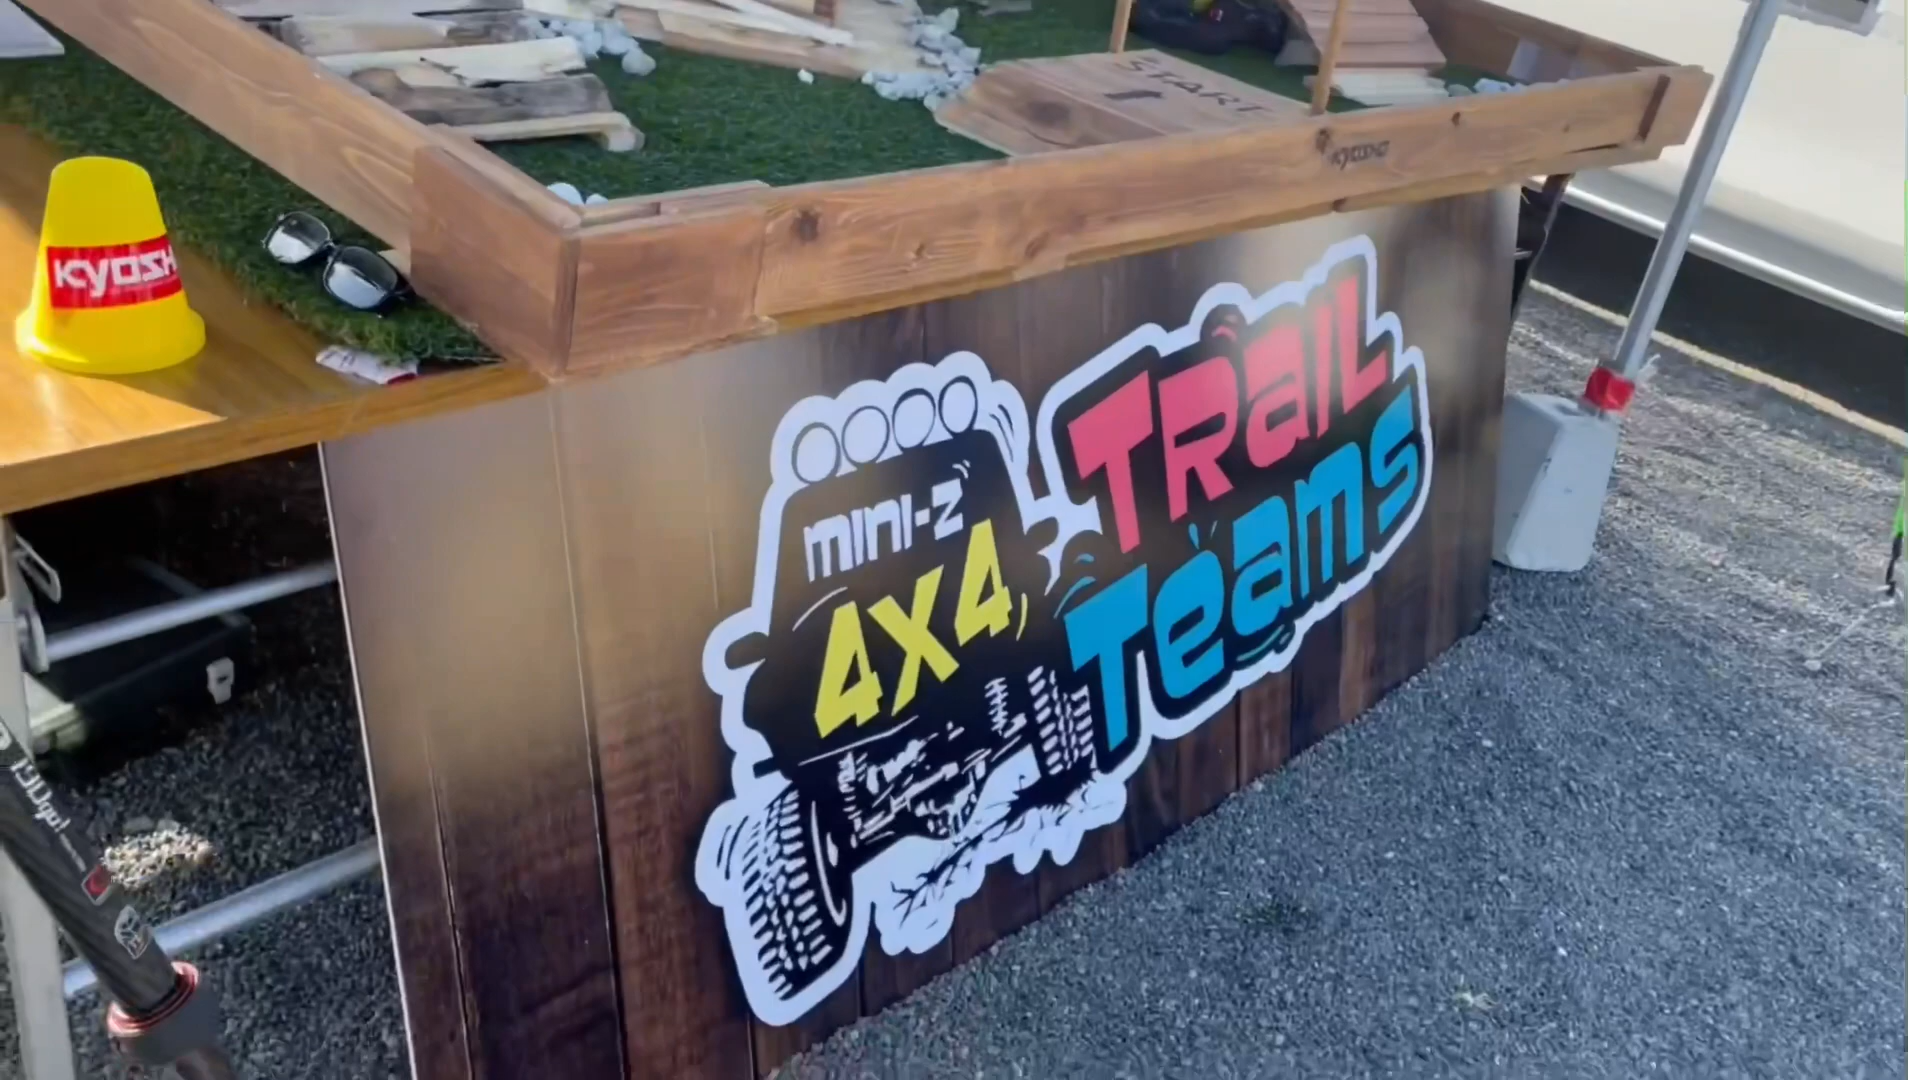 START
KYOSHO
KYOSH
mini-z
4X4
TRaiL
Teams